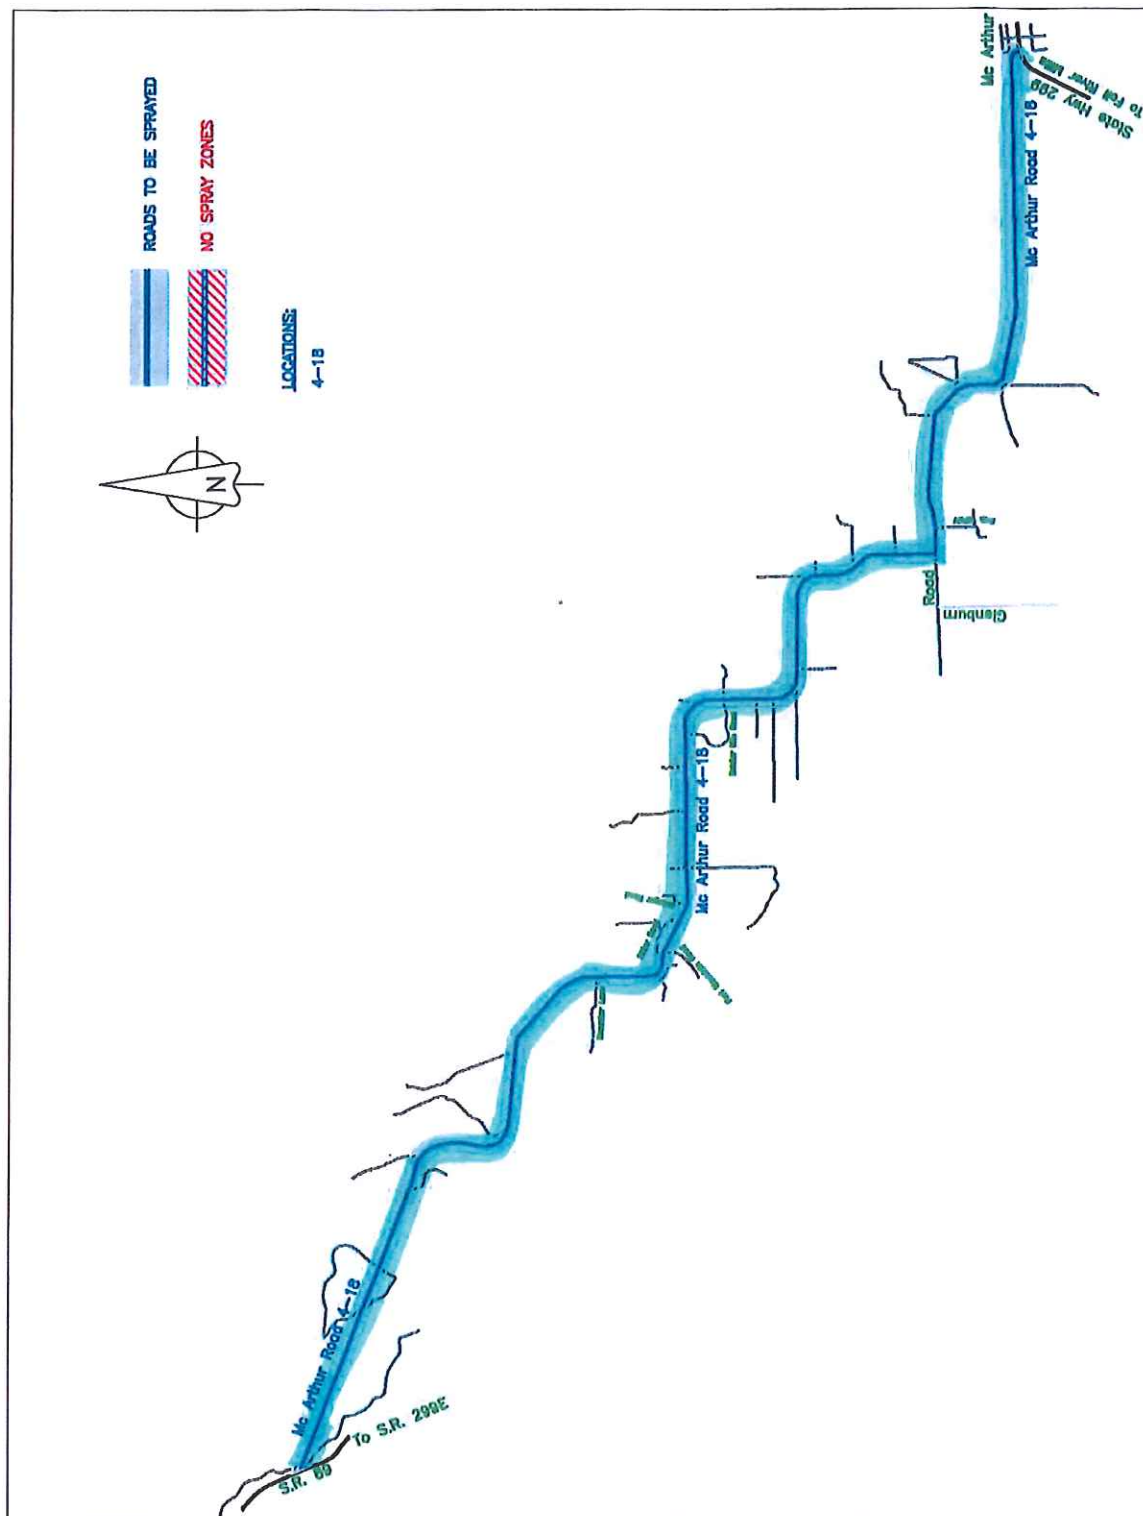 ROADS TO BE SPRAYED
NO SPRAY ZONES
LOCATIONS:
4-18
N
Mc Arthur
State Hwy 299
To Fall River Mills
Mc Arthur Road 4-18
Road
Glenburn
Mc Arthur Road 4-18
Mc Arthur Road 4-18
S.R. 89
To S.R. 299E